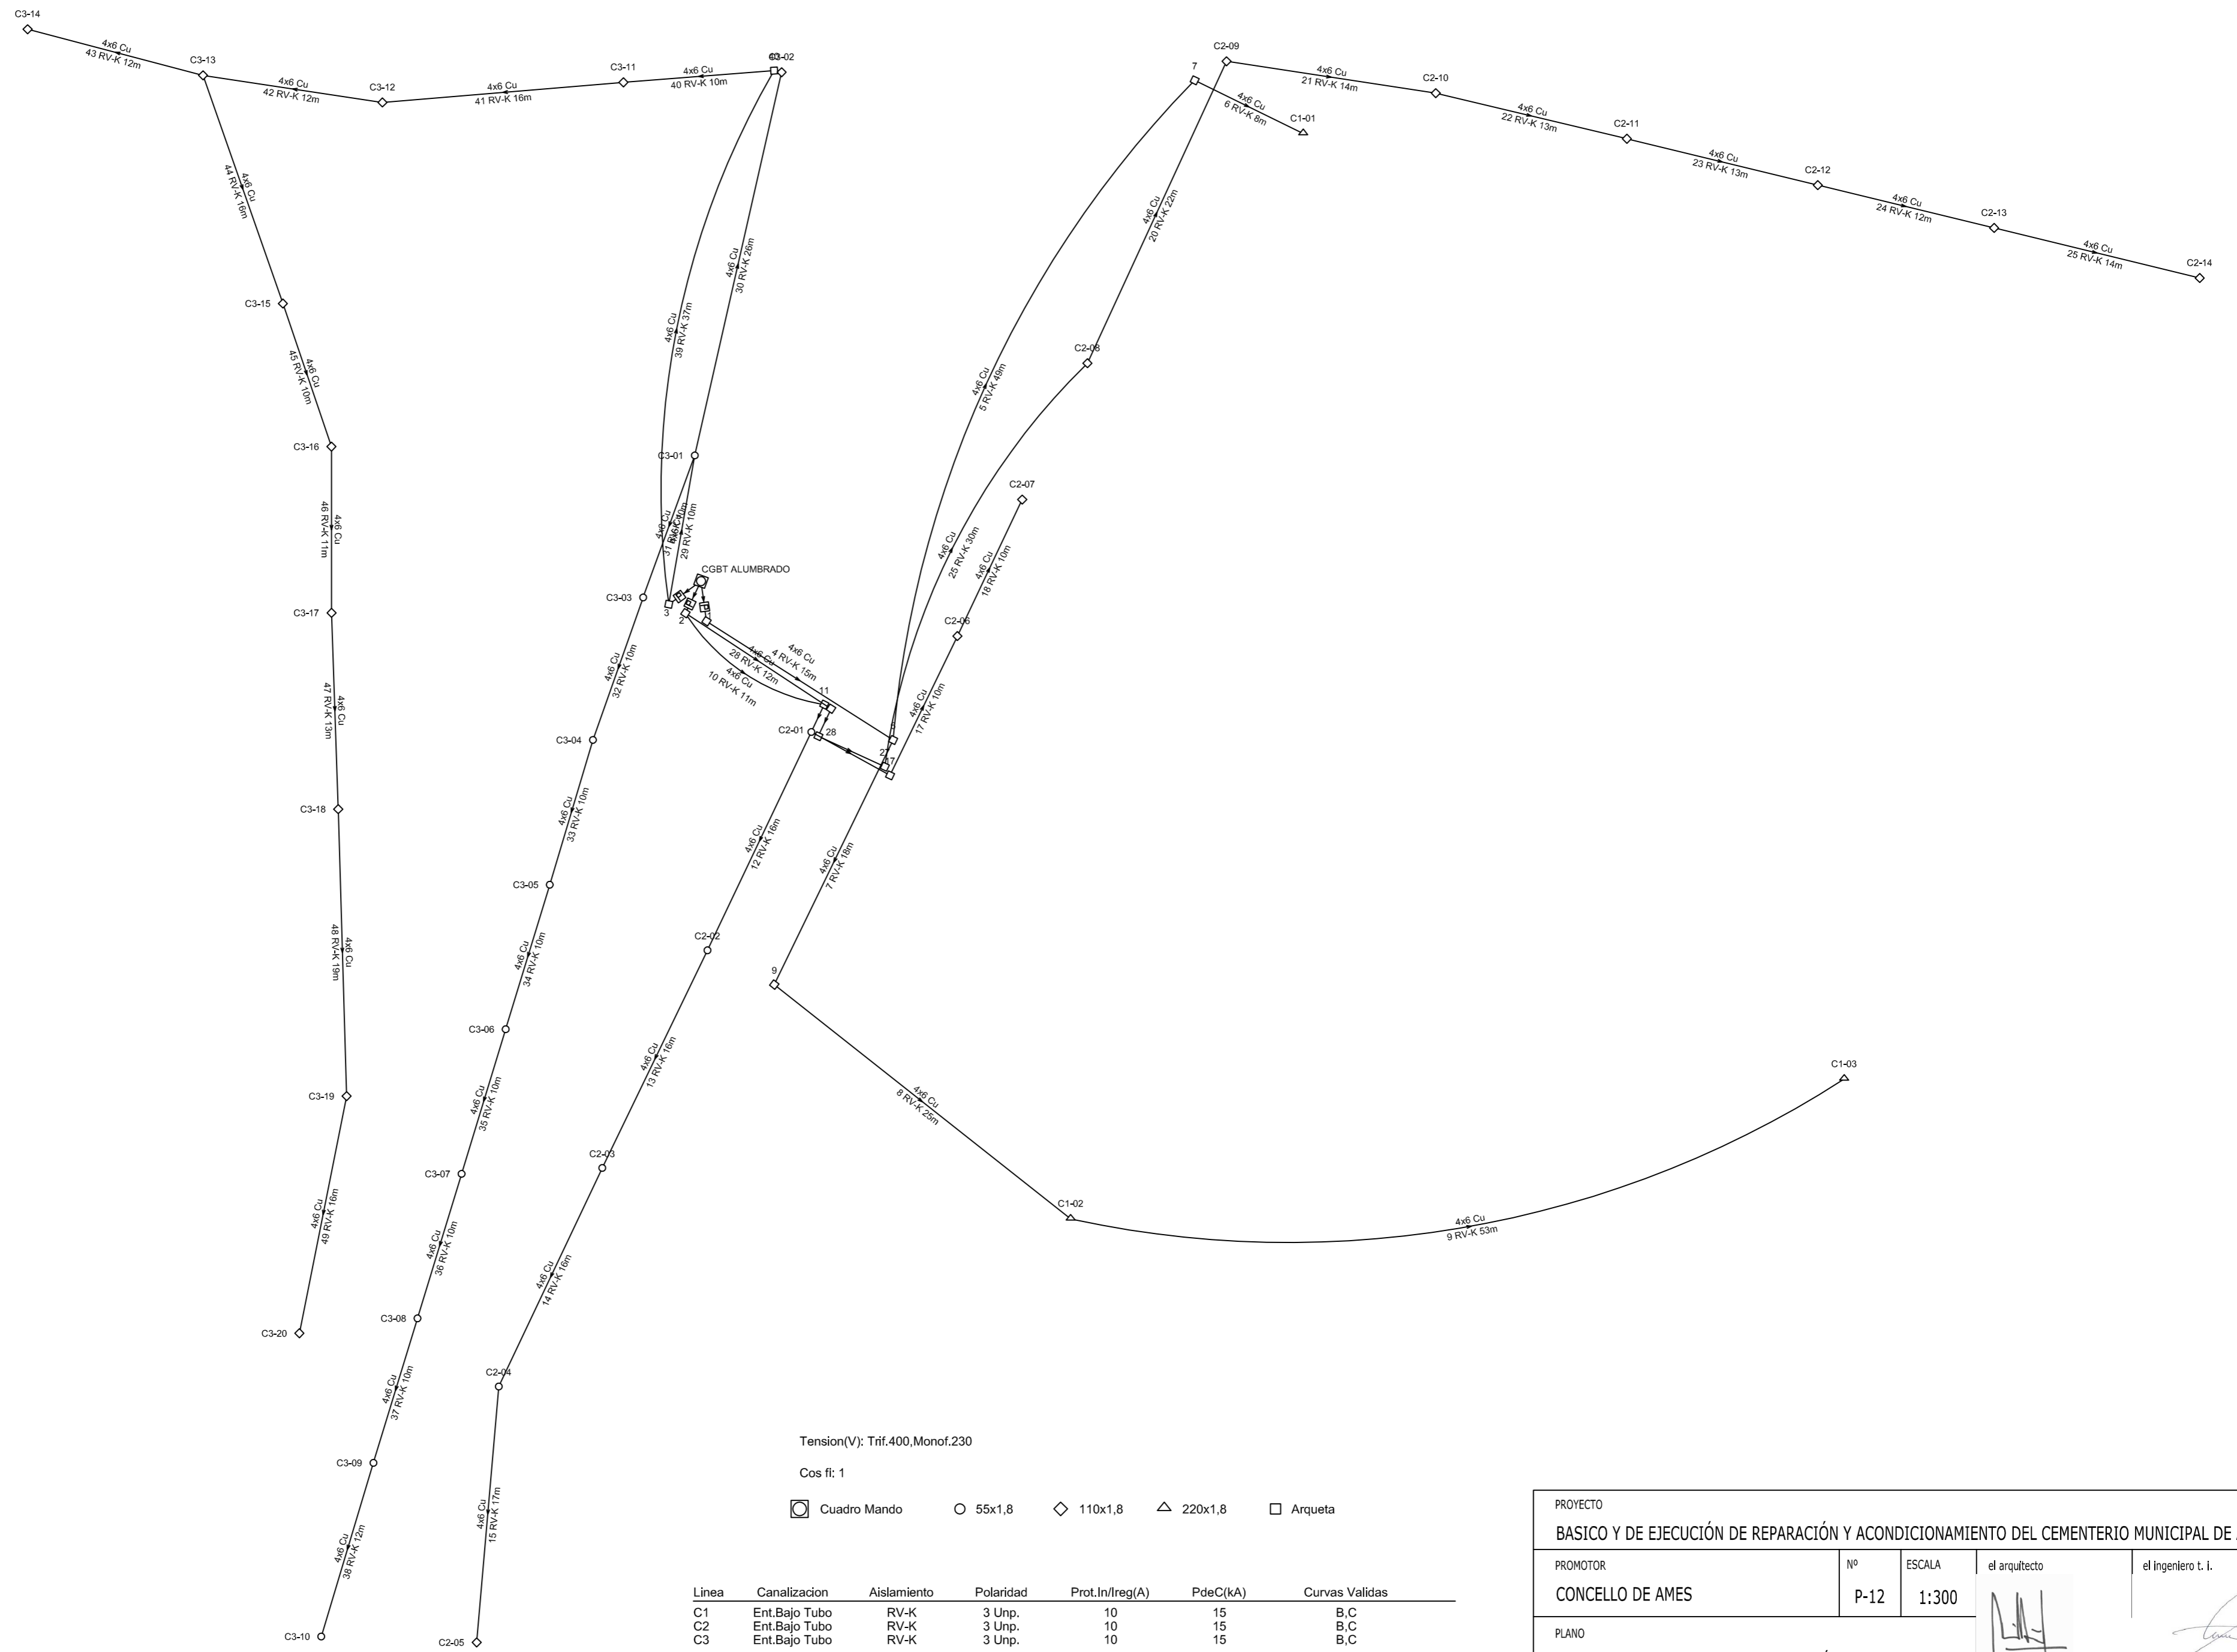 C3-14
4x6 Cu
43 RV-K 12m
C3-13
4x6 Cu
42 RV-K 12m
C3-12
4x6 Cu
41 RV-K 16m
C3-11
4x6 Cu
40 RV-K 10m
C3-02
C2-09
7
4x6 Cu
6 RV-K 8m
C1-01
4x6 Cu
21 RV-K 14m
C2-10
4x6 Cu
22 RV-K 13m
C2-11
4x6 Cu
23 RV-K 13m
C2-12
4x6 Cu
24 RV-K 12m
C2-13
4x6 Cu
25 RV-K 14m
C2-14
4x6 Cu
44 RV-K 16m
4x6 Cu
20 RV-K 22m
4x6 Cu
30 RV-K 26m
C3-15
4x6 Cu
39 RV-K 37m
4x6 Cu
45 RV-K 10m
C2-08
4x6 Cu
5 RV-K 49m
C3-16
C3-01
C2-07
4x6 Cu
46 RV-K 11m
4x6 Cu
31 RV-K 10m
4x6 Cu
29 RV-K 10m
4x6 Cu
25 RV-K 30m
4x6 Cu
18 RV-K 10m
CGBT ALUMBRADO
C3-03
3
2
P
P
P
C3-17
C2-06
4x6 Cu
32 RV-K 10m
4x6 Cu
4 RV-K 15m
4x6 Cu
28 RV-K 12m
4x6 Cu
10 RV-K 11m
4x6 Cu
47 RV-K 13m
11
4x6 Cu
17 RV-K 10m
C2-01
28
C3-04
27
17
C3-18
4x6 Cu
33 RV-K 10m
4x6 Cu
12 RV-K 16m
4x6 Cu
7 RV-K 18m
C3-05
4x6 Cu
48 RV-K 19m
4x6 Cu
34 RV-K 10m
C2-02
9
C3-06
4x6 Cu
13 RV-K 16m
C3-19
4x6 Cu
35 RV-K 10m
4x6 Cu
8 RV-K 25m
C1-03
C2-03
C3-07
4x6 Cu
49 RV-K 16m
4x6 Cu
36 RV-K 10m
C1-02
4x6 Cu
9 RV-K 53m
4x6 Cu
14 RV-K 16m
C3-08
C3-20
C2-04
4x6 Cu
37 RV-K 10m
C3-09
4x6 Cu
15 RV-K 17m
4x6 Cu
38 RV-K 12m
C3-10
C2-05
Tension(V): Trif.400,Monof.230
Cos fi: 1
Cuadro Mando 55x1,8 110x1,8 220x1,8 Arqueta
Linea Canalizacion Aislamiento Polaridad Prot.In/Ireg(A) PdeC(kA) Curvas Validas
C1 Ent.Bajo Tubo RV-K 3 Unp. 10 15 B,C
C2 Ent.Bajo Tubo RV-K 3 Unp. 10 15 B,C
C3 Ent.Bajo Tubo RV-K 3 Unp. 10 15 B,C
PROYECTO
BASICO Y DE EJECUCIÓN DE REPARACIÓN Y ACONDICIONAMIENTO DEL CEMENTERIO MUNICIPAL DE
PROMOTOR
CONCELLO DE AMES
Nº
P-12
ESCALA
1:300
el arquitecto
el ingeniero t. i.
PLANO